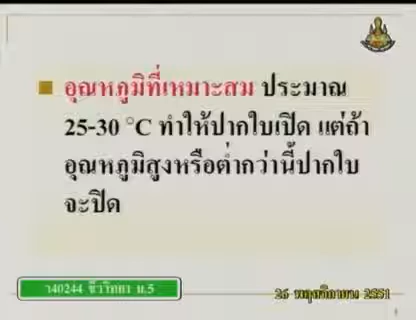 อุณหภูมิที่เหมาะสม ประมาณ
25-30 °C ทำให้ปากใบเปิด แต่ถ้า
อุณหภูมิสูงหรือต่ำกว่านี้ปากใบ
จะปิด
ว40244 ชีววิทยา ม.5
26 พฤศจิกายน 2551